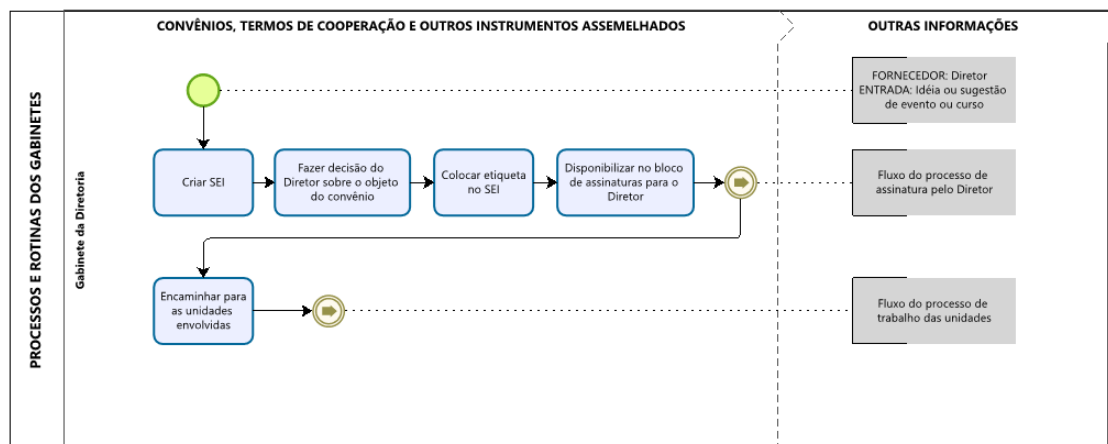 CONVÊNIOS, TERMOS DE COOPERAÇÃO E OUTROS INSTRUMENTOS ASSEMELHADOS
OUTRAS INFORMAÇÕES
PROCESSOS E ROTINAS DOS GABINETES
Gabinete da Diretoria
FORNECEDOR: Diretor
ENTRADA: Idéia ou sugestão
de evento ou curso
Criar SEI
Fazer decisão do
Diretor sobre o objeto
do convênio
Colocar etiqueta
no SEI
Disponibilizar no bloco
de assinaturas para o
Diretor
Fluxo do processo de
assinatura pelo Diretor
Encaminhar para
as unidades
envolvidas
Fluxo do processo de
trabalho das unidades